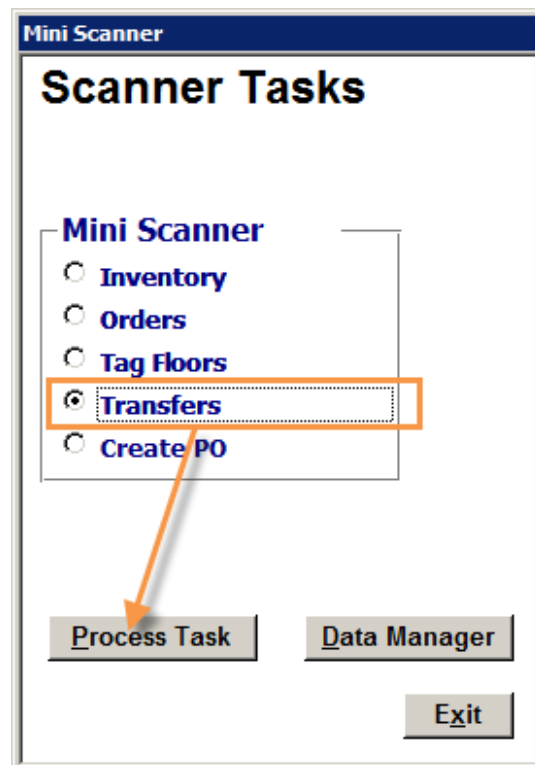 Mini Scanner
Scanner Tasks
Mini Scanner
Inventory
Orders
Tag Floors
Transfers
Create PO
Process Task Data Manager
Exit